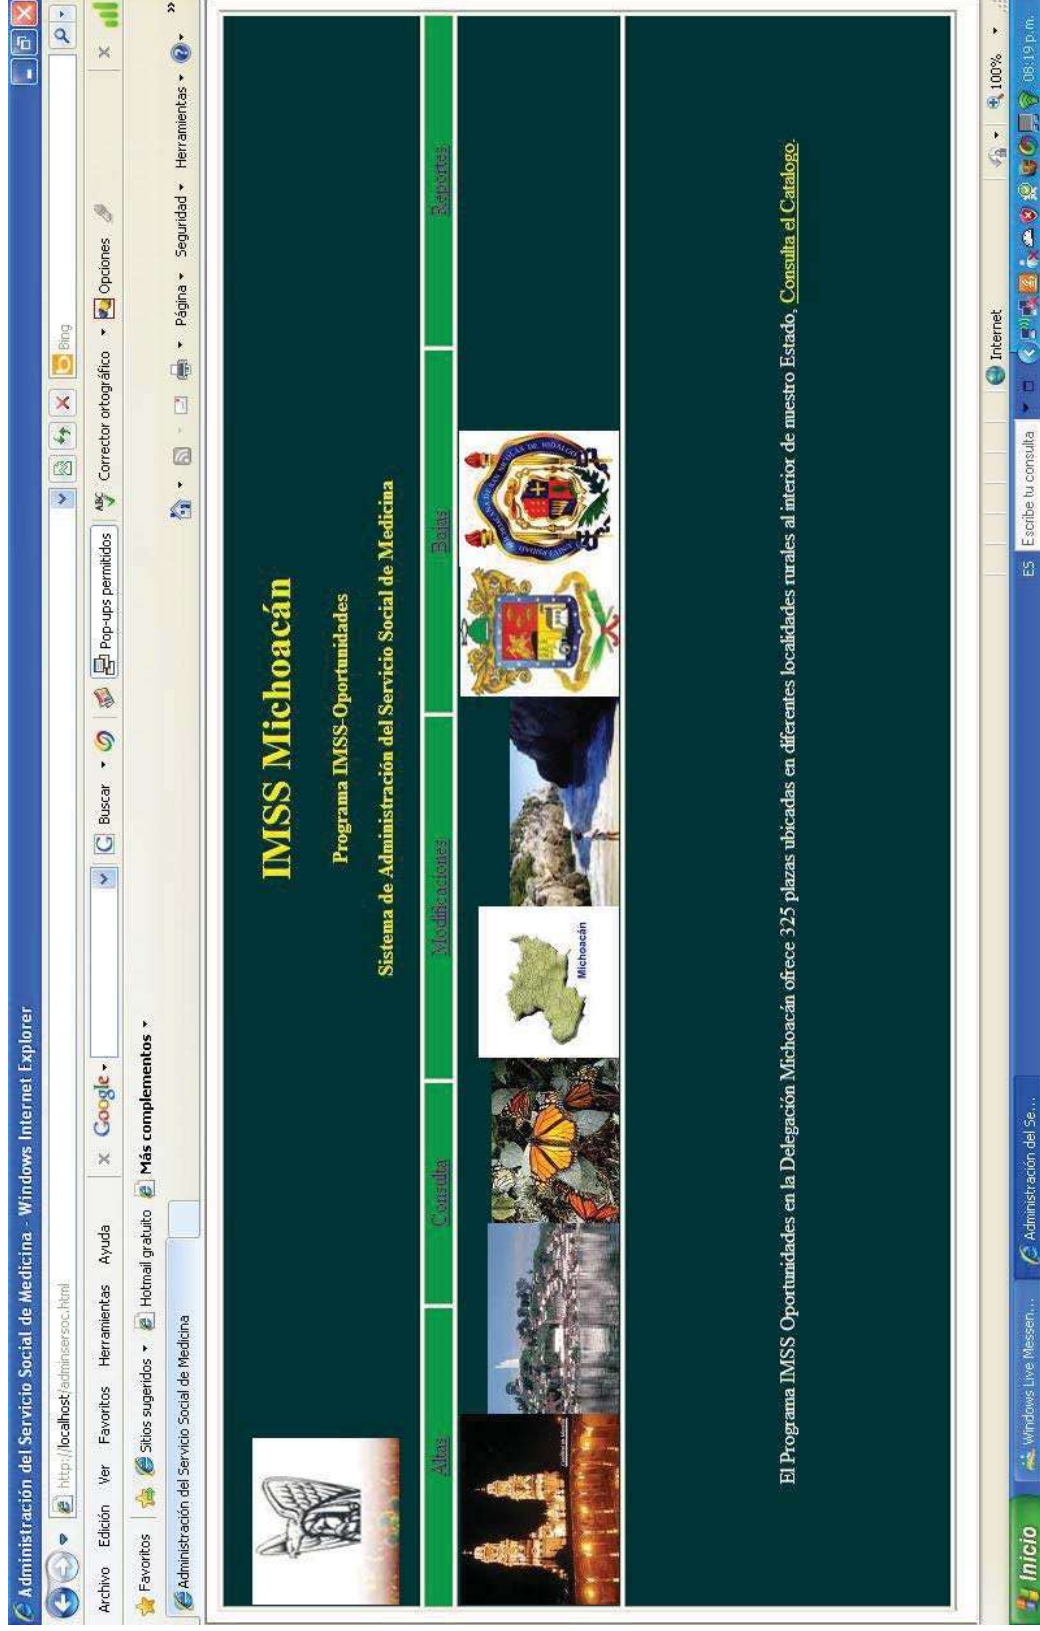 Administración del Servicio Social de Medicina - Windows Internet Explorer
http://localhost/adminsersoc.html
Bing
Archivo Edición Ver Favoritos Herramientas Ayuda
x Google
Buscar
Pop-ups permitidos
ABC Corrector ortográfico
Opciones
x
Favoritos
Sitios sugeridos
Hotmail gratuito
Más complementos
Administración del Servicio Social de Medicina
Página Seguridad Herramientas
IMSS Michoacán
Programa IMSS-Oportunidades
Sistema de Administración del Servicio Social de Medicina
Altas Consulta Modificaciones Bajas Reportes
Michoacán
El Programa IMSS Oportunidades en la Delegación Michoacán ofrece 325 plazas ubicadas en diferentes localidades rurales al interior de nuestro Estado, Consulta el Catalogo.
Internet
100%
Inicio
Windows Live Messen...
Administración del Se...
ES
Escribe tu consulta
08:19 p.m.